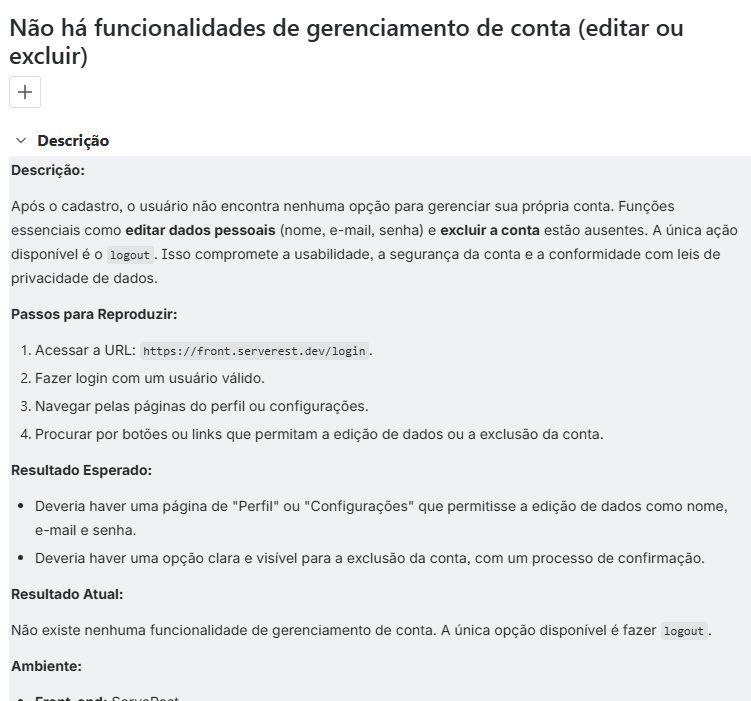 Não há funcionalidades de gerenciamento de conta (editar ou
excluir)
Descrição
Descrição:
Após o cadastro, o usuário não encontra nenhuma opção para gerenciar sua própria conta. Funções
essenciais como editar dados pessoais (nome, e-mail, senha) e excluir a conta estão ausentes. A única ação
disponível é o logout. Isso compromete a usabilidade, a segurança da conta e a conformidade com leis de
privacidade de dados.
Passos para Reproduzir:
1. Acessar a URL: https://front.serverest.dev/login.
2. Fazer login com um usuário válido.
3. Navegar pelas páginas do perfil ou configurações.
4. Procurar por botões ou links que permitam a edição de dados ou a exclusão da conta.
Resultado Esperado:
• Deveria haver uma página de "Perfil" ou "Configurações" que permitisse a edição de dados como nome,
e-mail e senha.
• Deveria haver uma opção clara e visível para a exclusão da conta, com um processo de confirmação.
Resultado Atual:
Não existe nenhuma funcionalidade de gerenciamento de conta. A única opção disponível é fazer logout.
Ambiente:
• Front-end: ServeRest